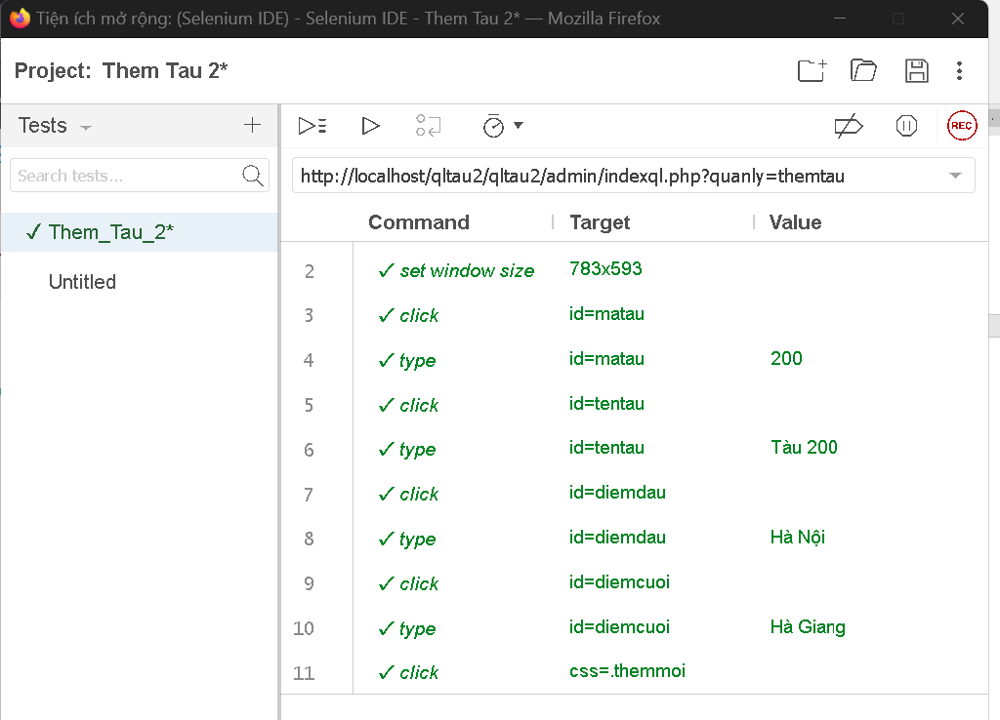 Tiện ích mở rộng: (Selenium IDE) - Selenium IDE - Them Tau 2* — Mozilla Firefox
Project: Them Tau 2*
Tests
REC
Search tests...
http://localhost/qltau2/qltau2/admin/indexql.php?quanly=themtau
Command Target Value
✓ Them_Tau_2*
Untitled
2 ✓ set window size 783x593
3 ✓ click id=matau
4 ✓ type id=matau 200
5 ✓ click id=tentau
6 ✓ type id=tentau Tàu 200
7 ✓ click id=diemdau
8 ✓ type id=diemdau Hà Nội
9 ✓ click id=diemcuoi
10 ✓ type id=diemcuoi Hà Giang
11 ✓ click css=.themmoi